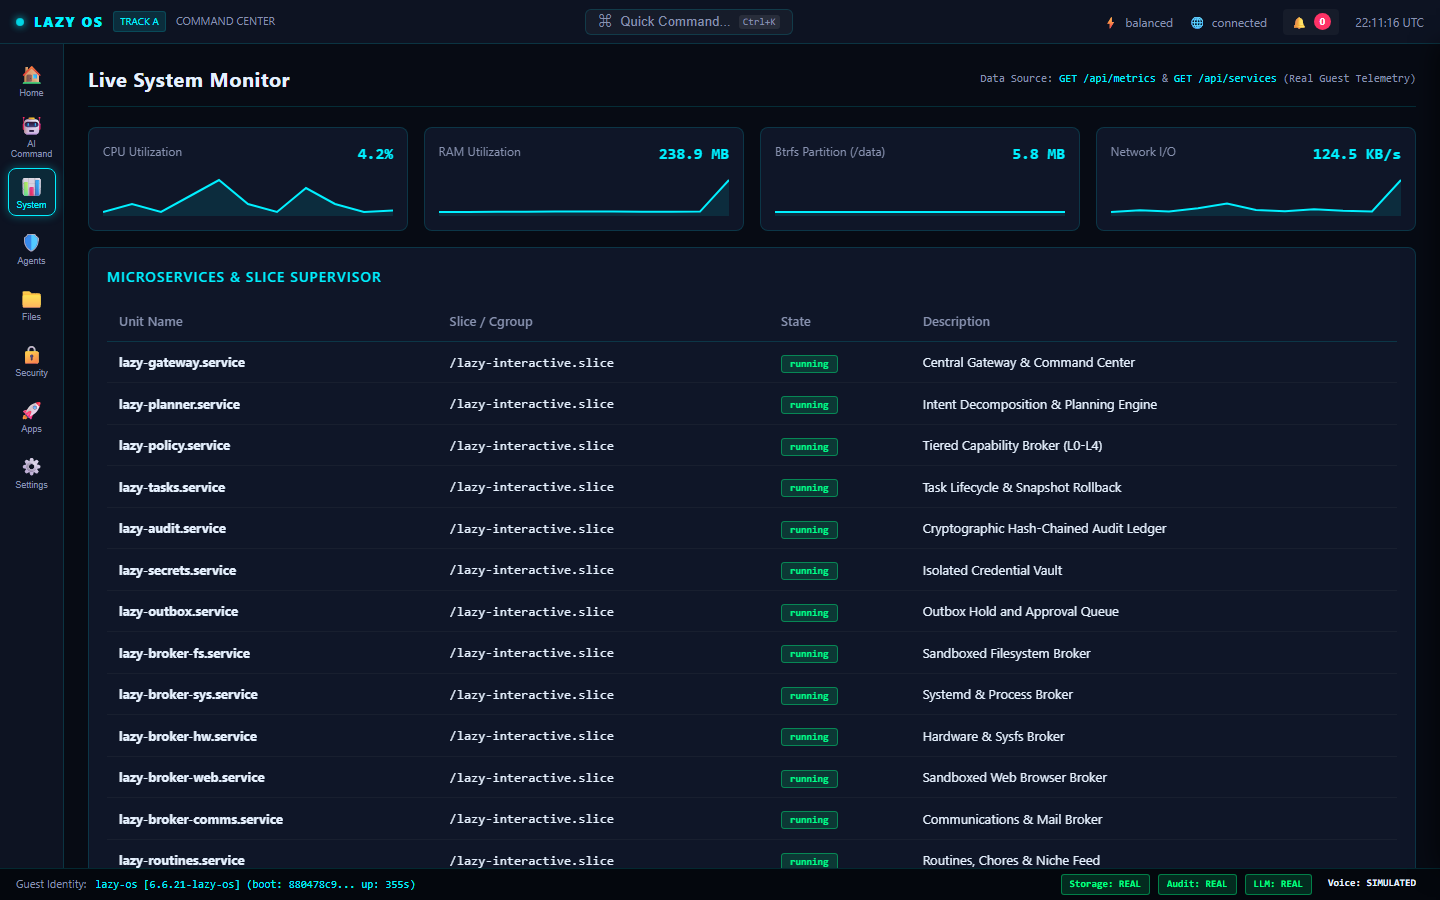 LAZY OS TRACK A COMMAND CENTER ⌘ Quick Command... Ctrl+K balanced connected 0 22:11:16 UTC
Home
AI Command
System
Agents
Files
Security
Apps
Settings
Live System Monitor
Data Source: GET /api/metrics & GET /api/services (Real Guest Telemetry)
CPU Utilization 4.2%
RAM Utilization 238.9 MB
Btrfs Partition (/data) 5.8 MB
Network I/O 124.5 KB/s
MICROSERVICES & SLICE SUPERVISOR
Unit Name Slice / Cgroup State Description
lazy-gateway.service /lazy-interactive.slice running Central Gateway & Command Center
lazy-planner.service /lazy-interactive.slice running Intent Decomposition & Planning Engine
lazy-policy.service /lazy-interactive.slice running Tiered Capability Broker (L0-L4)
lazy-tasks.service /lazy-interactive.slice running Task Lifecycle & Snapshot Rollback
lazy-audit.service /lazy-interactive.slice running Cryptographic Hash-Chained Audit Ledger
lazy-secrets.service /lazy-interactive.slice running Isolated Credential Vault
lazy-outbox.service /lazy-interactive.slice running Outbox Hold and Approval Queue
lazy-broker-fs.service /lazy-interactive.slice running Sandboxed Filesystem Broker
lazy-broker-sys.service /lazy-interactive.slice running Systemd & Process Broker
lazy-broker-hw.service /lazy-interactive.slice running Hardware & Sysfs Broker
lazy-broker-web.service /lazy-interactive.slice running Sandboxed Web Browser Broker
lazy-broker-comms.service /lazy-interactive.slice running Communications & Mail Broker
lazy-routines.service /lazy-interactive.slice running Routines, Chores & Niche Feed
Guest Identity: lazy-os [6.6.21-lazy-os] (boot: 880478c9... up: 355s) Storage: REAL Audit: REAL LLM: REAL Voice: SIMULATED